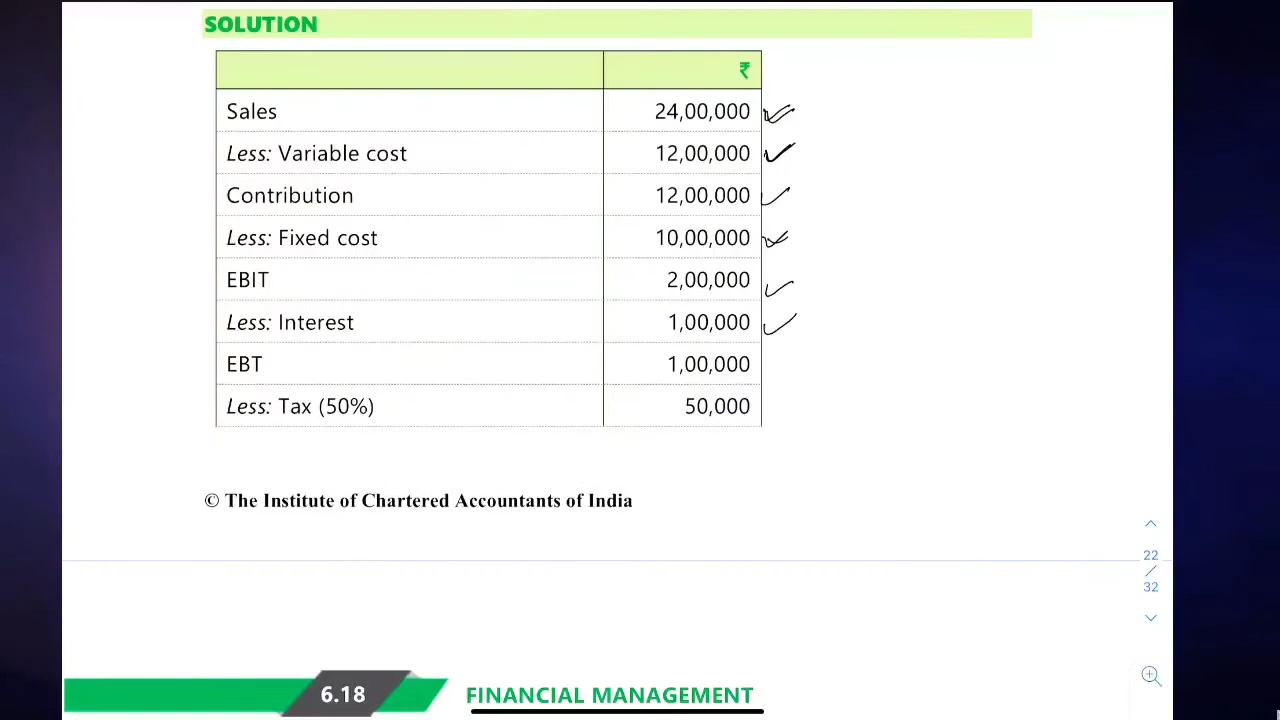 SOLUTION
₹
Sales 24,00,000
Less: Variable cost 12,00,000
Contribution 12,00,000
Less: Fixed cost 10,00,000
EBIT 2,00,000
Less: Interest 1,00,000
EBT 1,00,000
Less: Tax (50%) 50,000
© The Institute of Chartered Accountants of India
22
/
32
6.18 FINANCIAL MANAGEMENT